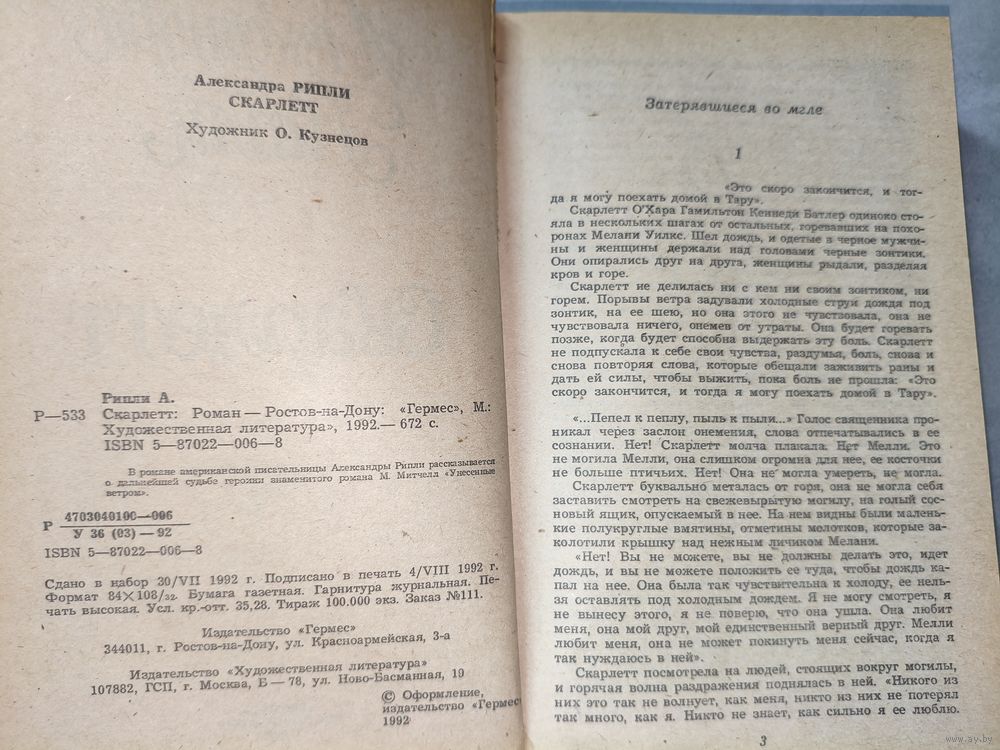 Александра РИПЛИ
СКАРЛЕТТ
Художник О. Кузнецов
Рипли А.
Р—533 Скарлетт: Роман — Ростов-на-Дону: «Гермес», М.:
Художественная литература», 1992.— 672 с.
ISBN 5—87022—006—8
В романе американской писательницы Александры Рипли рассказывается
о дальнейшей судьбе героини знаменитого романа М. Митчелл «Унесенные
ветром».
Р 4703040100—006
У 36 (03) — 92
ISBN 5—87022—006—8
Сдано в набор 30/VII 1992 г. Подписано в печать 4/VIII 1992 г.
Формат 84×108/32. Бумага газетная. Гарнитура журнальная. Пе-
чать высокая. Усл. кр.-отт. 35,28. Тираж 100.000 экз. Заказ №111.
Издательство «Гермес»
344011, г. Ростов-на-Дону, ул. Красноармейская, 3-а
Издательство «Художественная литература»
107882, ГСП, г. Москва, Б—78, ул. Ново-Басманная, 19
© Оформление,
издательство «Гермес
1992
Затерявшиеся во мгле
1
«Это скоро закончится, и тог-
да я могу поехать домой в Тару».
Скарлетт О'Хара Гамильтон Кеннеди Батлер одиноко сто-
яла в нескольких шагах от остальных, горевавших на похо-
ронах Мелани Уилкс. Шел дождь, и одетые в черное мужчи-
ны и женщины держали над головами черные зонтики.
Они опирались друг на друга, женщины рыдали, разделяя
кров и горе.
Скарлетт не делилась ни с кем ни своим зонтиком, ни
горем. Порывы ветра задували холодные струи дождя под
зонтик, на ее шею, но она этого не чувствовала, она не
чувствовала ничего, онемев от утраты. Она будет горевать
позже, когда будет способна выдержать эту боль. Скарлетт
не подпускала к себе свои чувства, раздумья, боль, снова и
снова повторяя слова, которые обещали заживить раны и
дать ей силы, чтобы выжить, пока боль не прошла: «Это
скоро закончится, и тогда я могу поехать домой в Тару».
«...Пепел к пеплу, пыль к пыли...» Голос священника про-
никал через заслон онемения, слова отпечатывались в ее
сознании. Нет! Скарлетт молча плакала. Нет Мелли. Это
не могила Мелли, она слишком огромна для нее, ее косточки
не больше птичьих. Нет! Она не могла умереть, не могла.
Скарлетт буквально металась от горя, она не могла себя
заставить смотреть на свежевырытую могилу, на голый сос-
новый ящик, опускаемый в нее. На нем видны были малень-
кие полукруглые вмятины, отметины молотков, которые за-
колотили крышку над нежным личиком Мелани.
«Нет! Вы не можете, вы не должны делать это, идет
дождь, и вы не можете положить ее туда, чтобы дождь ка-
пал на нее. Она была так чувствительна к холоду, ее нель-
зя оставлять под холодным дождем. Я не могу смотреть, я
не вынесу этого, я не поверю, что она ушла. Она любит
меня, она мой друг, мой единственный верный друг. Мелли
любит меня, она не может покинуть меня сейчас, когда я
так нуждаюсь в ней».
Скарлетт посмотрела на людей, стоящих вокруг могилы,
и горячая волна раздражения поднялась в ней. «Никого из
них это так не волнует, как меня, никто из них не потерял
так много, как я. Никто не знает, как сильно я ее люблю.
3
www.ay.by